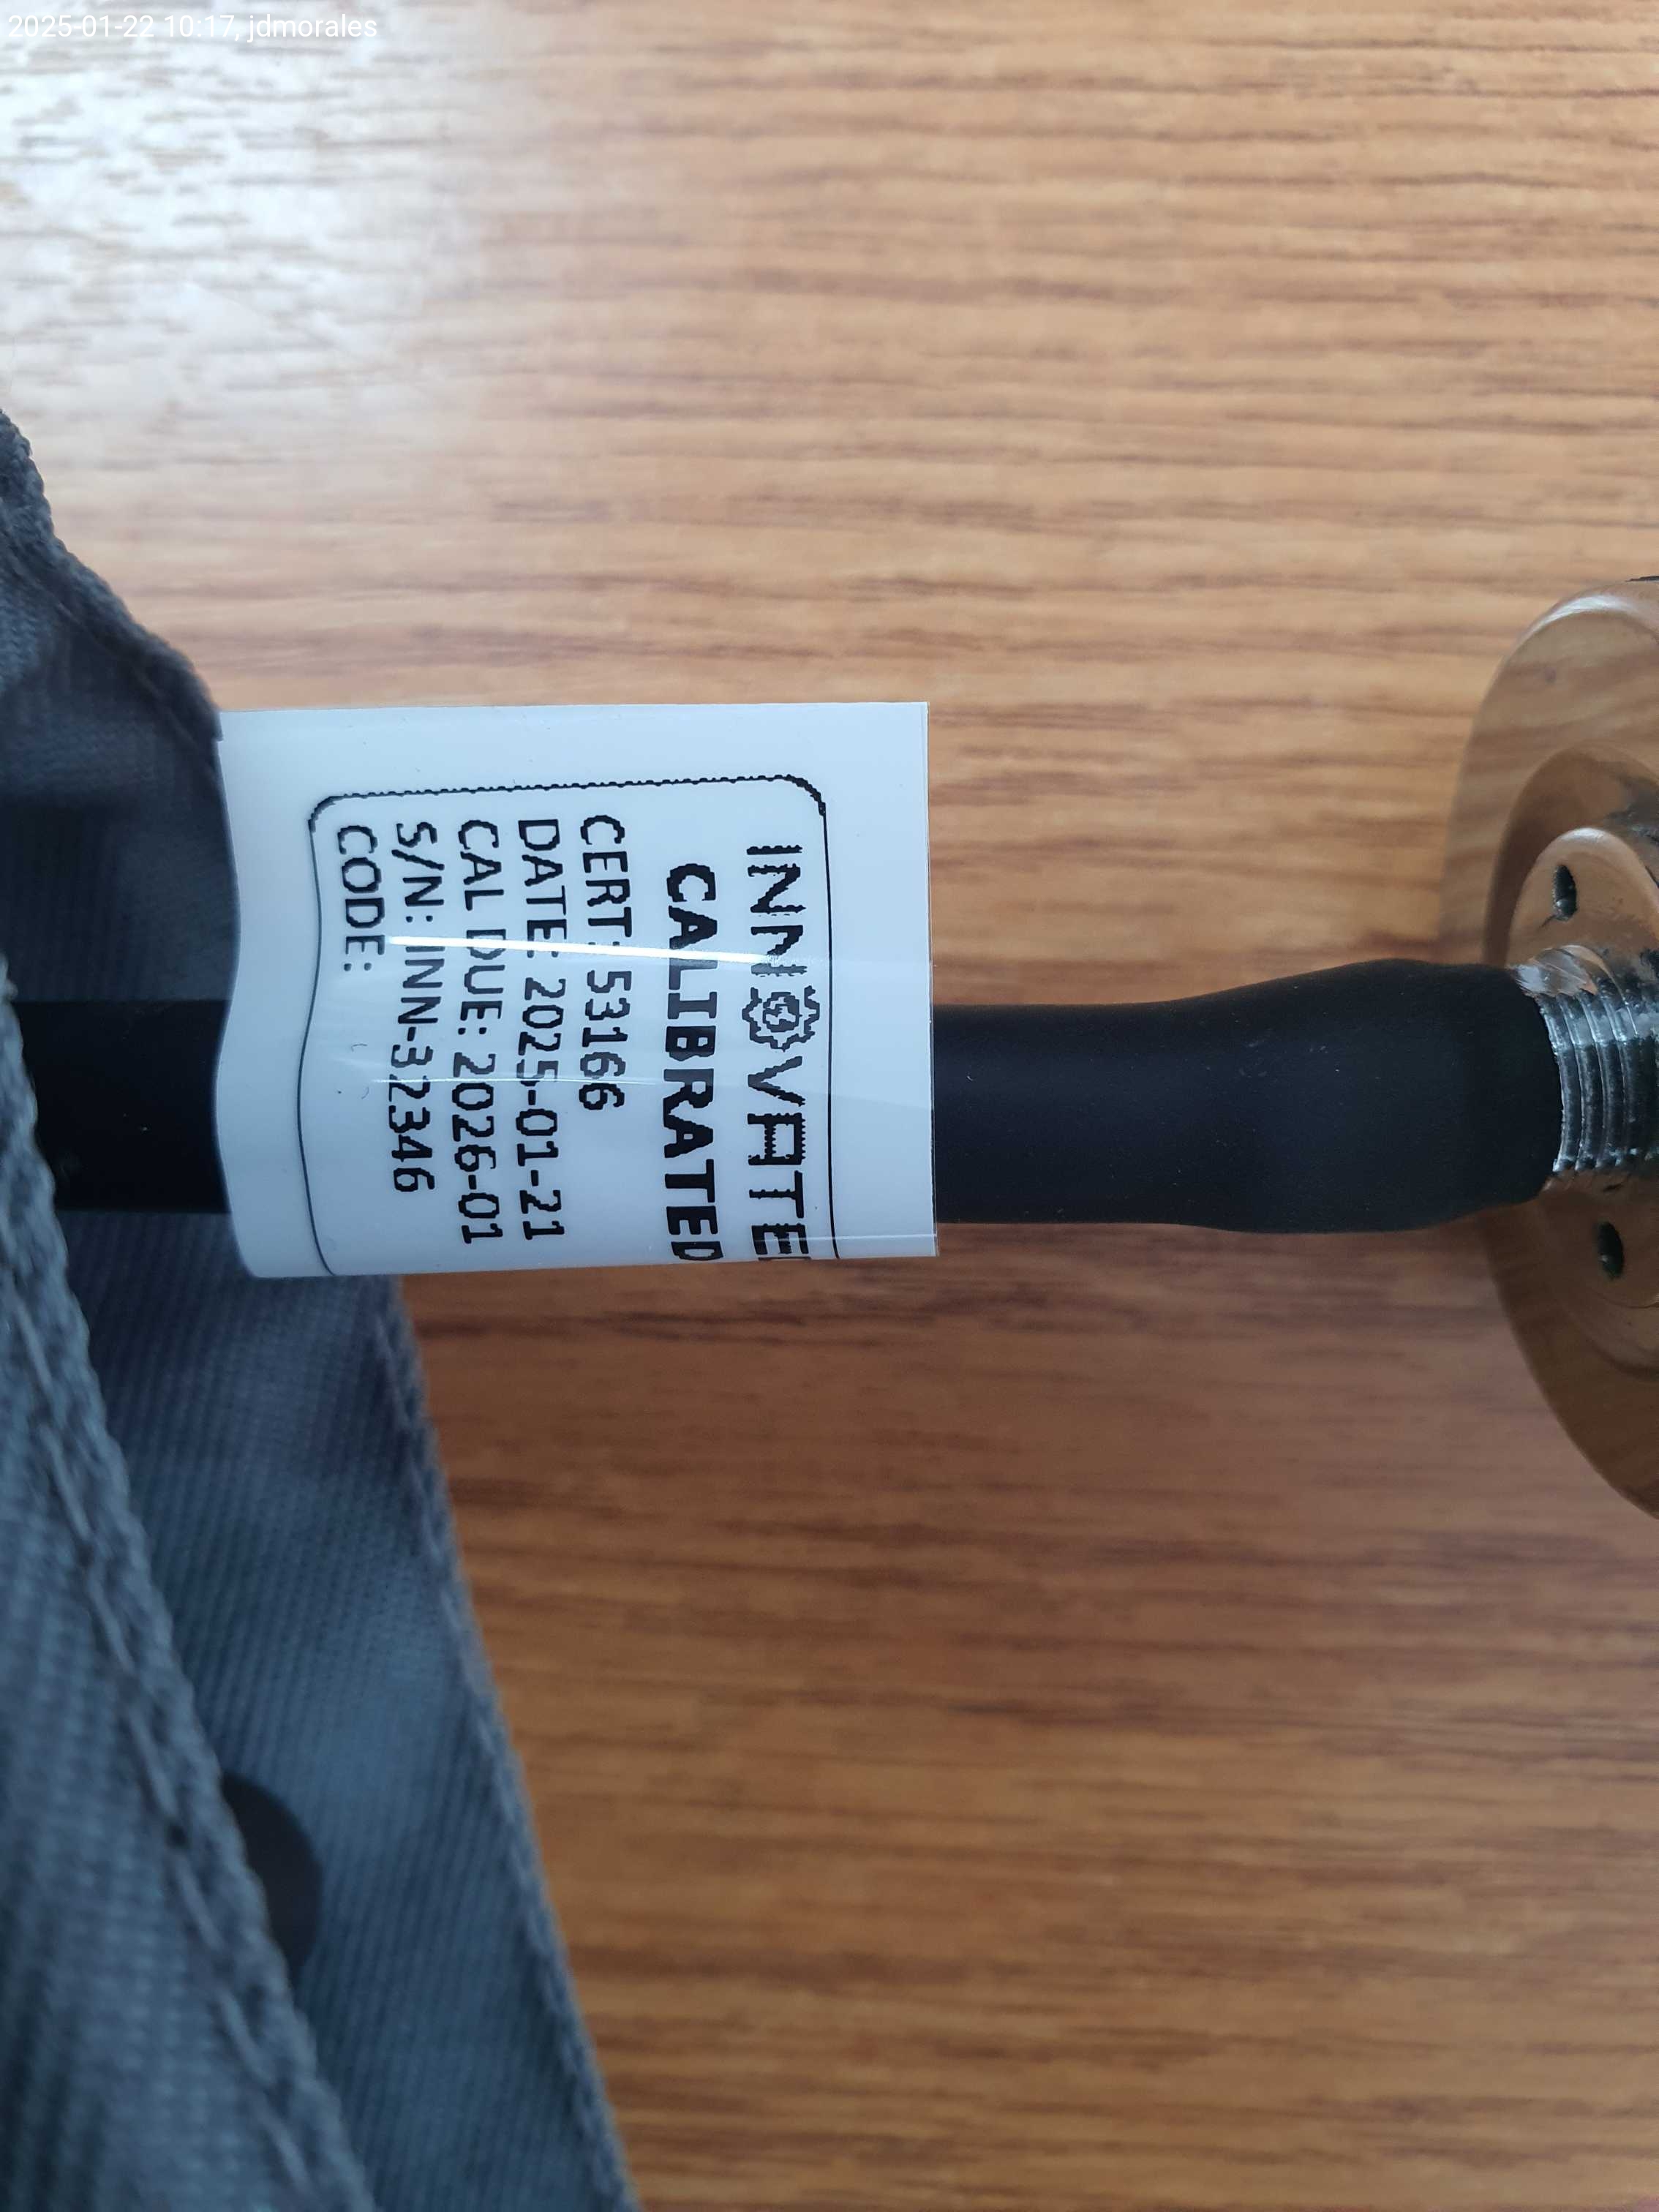 2025-01-22 10:17, jdmorales
INNOVATE
CALIBRATED
CERT: 53166
DATE: 2025-01-21
CAL DUE: 2026-01
S/N: INN-32346
CODE: